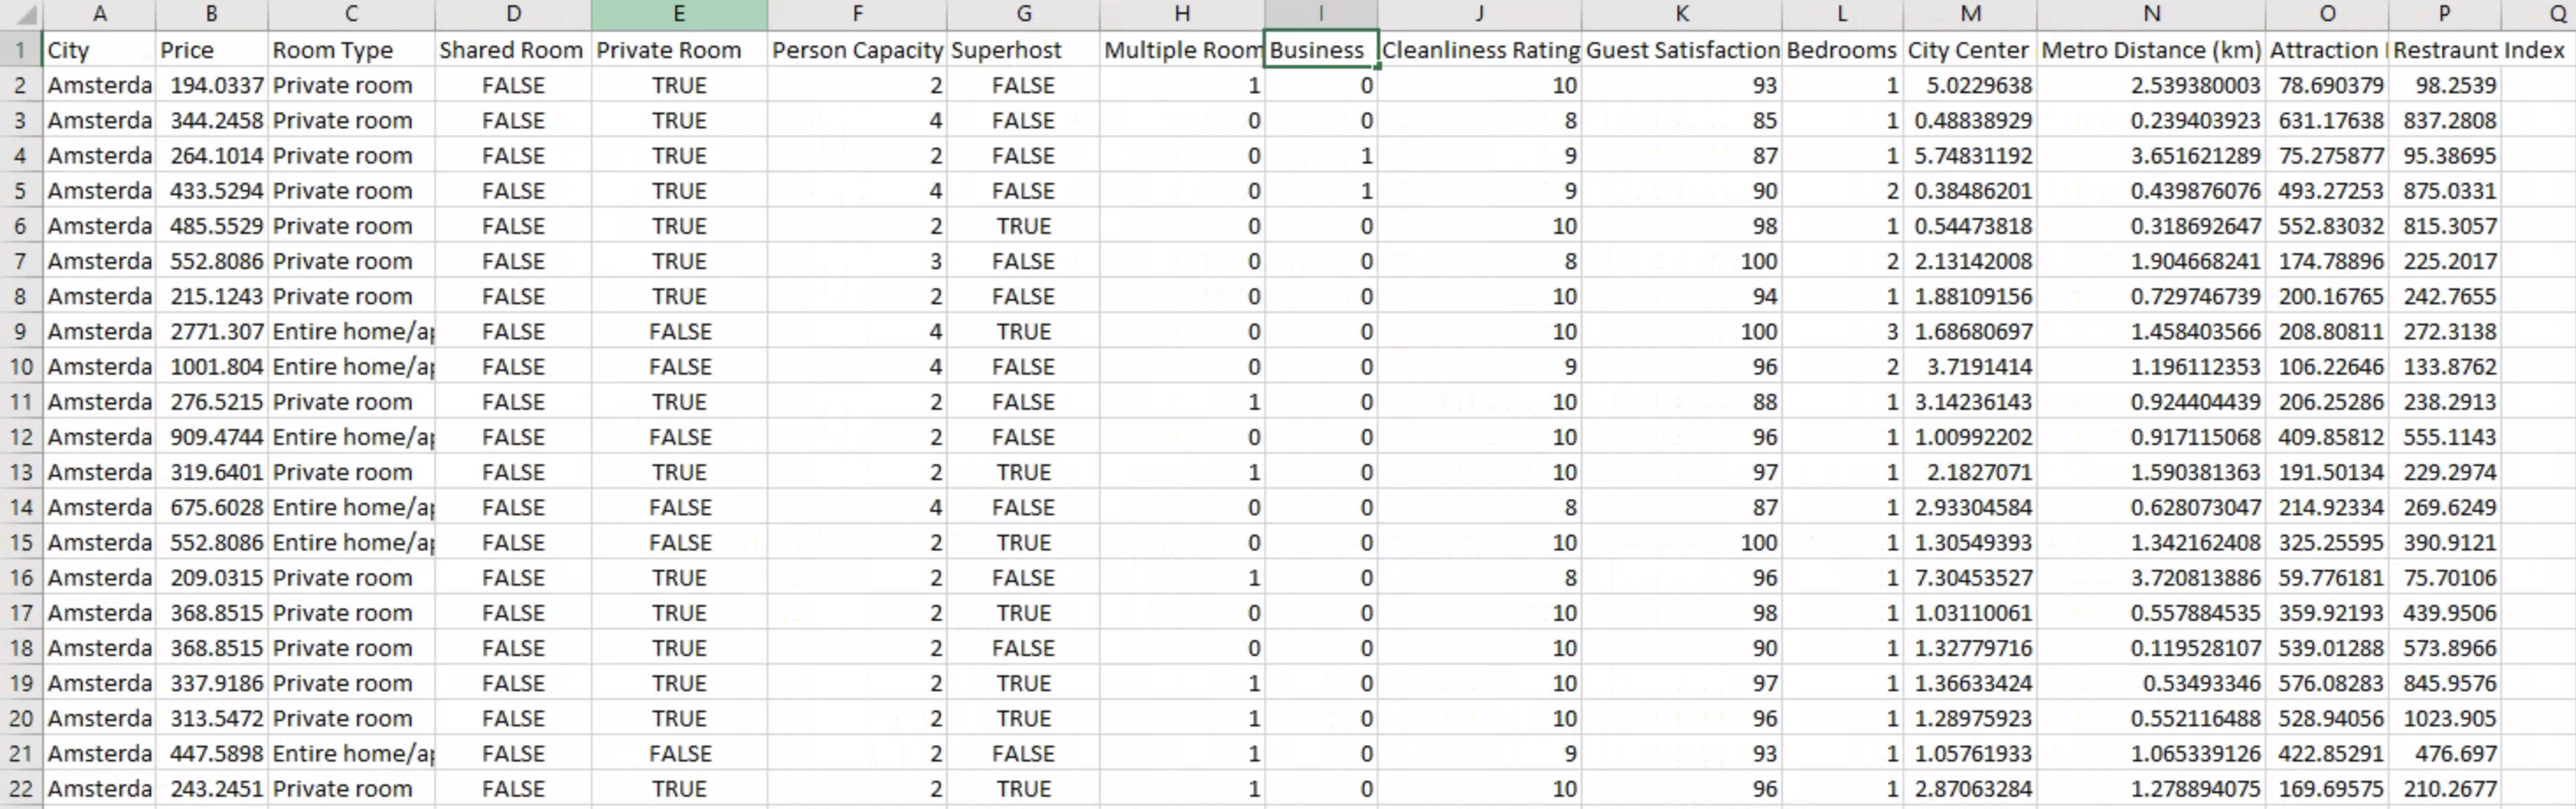 A B C D E F G H I J K L M N O P Q
1 City Price Room Type Shared Room Private Room Person Capacity Superhost Multiple Room Business Cleanliness Rating Guest Satisfaction Bedrooms City Center Metro Distance (km) Attraction Restraunt Index
2 Amsterda 194.0337 Private room FALSE TRUE 2 FALSE 1 0 10 93 1 5.0229638 2.539380003 78.690379 98.2539
3 Amsterda 344.2458 Private room FALSE TRUE 4 FALSE 0 0 8 85 1 0.48838929 0.239403923 631.17638 837.2808
4 Amsterda 264.1014 Private room FALSE TRUE 2 FALSE 0 1 9 87 1 5.74831192 3.651621289 75.275877 95.38695
5 Amsterda 433.5294 Private room FALSE TRUE 4 FALSE 0 1 9 90 2 0.38486201 0.439876076 493.27253 875.0331
6 Amsterda 485.5529 Private room FALSE TRUE 2 TRUE 0 0 10 98 1 0.54473818 0.318692647 552.83032 815.3057
7 Amsterda 552.8086 Private room FALSE TRUE 3 FALSE 0 0 8 100 2 2.13142008 1.904668241 174.78896 225.2017
8 Amsterda 215.1243 Private room FALSE TRUE 2 FALSE 0 0 10 94 1 1.88109156 0.729746739 200.16765 242.7655
9 Amsterda 2771.307 Entire home/ap FALSE FALSE 4 TRUE 0 0 10 100 3 1.68680697 1.458403566 208.80811 272.3138
10 Amsterda 1001.804 Entire home/ap FALSE FALSE 4 FALSE 0 0 9 96 2 3.7191414 1.196112353 106.22646 133.8762
11 Amsterda 276.5215 Private room FALSE TRUE 2 FALSE 1 0 10 88 1 3.14236143 0.924404439 206.25286 238.2913
12 Amsterda 909.4744 Entire home/ap FALSE FALSE 2 FALSE 0 0 10 96 1 1.00992202 0.917115068 409.85812 555.1143
13 Amsterda 319.6401 Private room FALSE TRUE 2 TRUE 1 0 10 97 1 2.1827071 1.590381363 191.50134 229.2974
14 Amsterda 675.6028 Entire home/ap FALSE FALSE 4 FALSE 0 0 8 87 1 2.93304584 0.628073047 214.92334 269.6249
15 Amsterda 552.8086 Entire home/ap FALSE FALSE 2 TRUE 0 0 10 100 1 1.30549393 1.342162408 325.25595 390.9121
16 Amsterda 209.0315 Private room FALSE TRUE 2 FALSE 1 0 8 96 1 7.30453527 3.720813886 59.776181 75.70106
17 Amsterda 368.8515 Private room FALSE TRUE 2 TRUE 0 0 10 98 1 1.03110061 0.557884535 359.92193 439.9506
18 Amsterda 368.8515 Private room FALSE TRUE 2 FALSE 0 0 10 90 1 1.32779716 0.119528107 539.01288 573.8966
19 Amsterda 337.9186 Private room FALSE TRUE 2 TRUE 1 0 10 97 1 1.36633424 0.53493346 576.08283 845.9576
20 Amsterda 313.5472 Private room FALSE TRUE 2 TRUE 1 0 10 96 1 1.28975923 0.552116488 528.94056 1023.905
21 Amsterda 447.5898 Entire home/ap FALSE FALSE 2 FALSE 1 0 9 93 1 1.05761933 1.065339126 422.85291 476.697
22 Amsterda 243.2451 Private room FALSE TRUE 2 TRUE 1 0 10 96 1 2.87063284 1.278894075 169.69575 210.2677